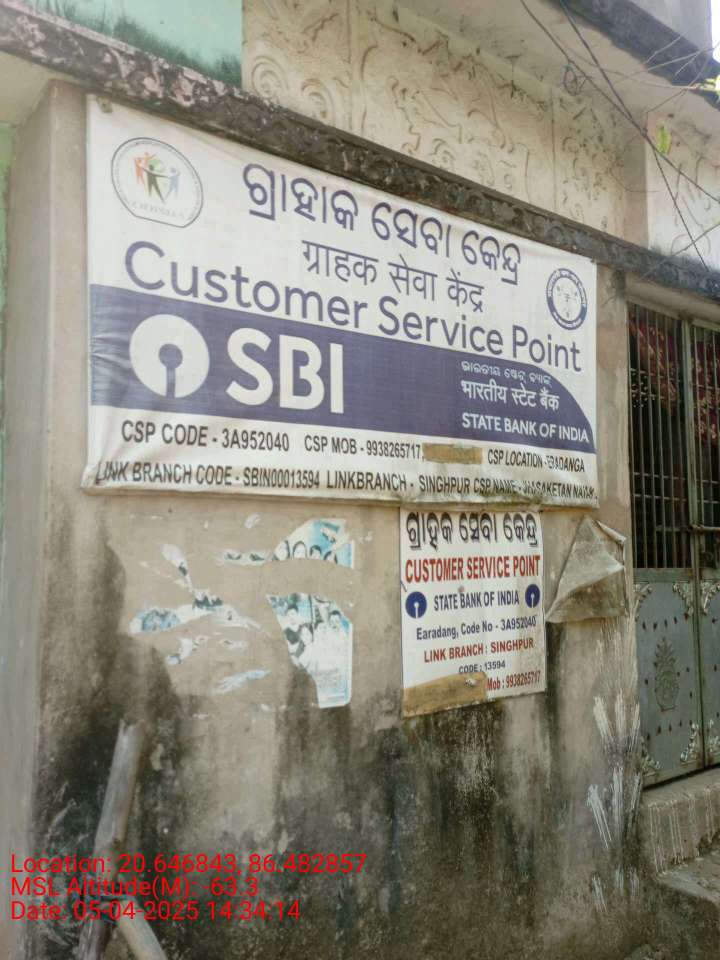 ଗ୍ରାହାକ ସେବା କେନ୍ଦ୍ର
ग्राहक सेवा केंद्र
Customer Service Point
SBI
ଭାରତୀୟ ଷ୍ଟେଟ୍ ବ୍ୟାଙ୍କ୍
भारतीय स्टेट बैंक
STATE BANK OF INDIA
CSP CODE - 3A952040 CSP MOB - 9938265717, CSP LOCATION -
LINK BRANCH CODE - SBIN00013594 LINKBRANCH - SINGHPUR CSP NAME -
ଗ୍ରାହକ ସେବା କେନ୍ଦ୍ର
CUSTOMER SERVICE POINT
STATE BANK OF INDIA
Earadang, Code No - 3A952040
LINK BRANCH : SINGHPUR
CODE : 13594
Mob : 9938265717
Location: 20.646843, 86.482857
MSL Altitude(M): -63.3
Date: 05-04-2025 14:34:14